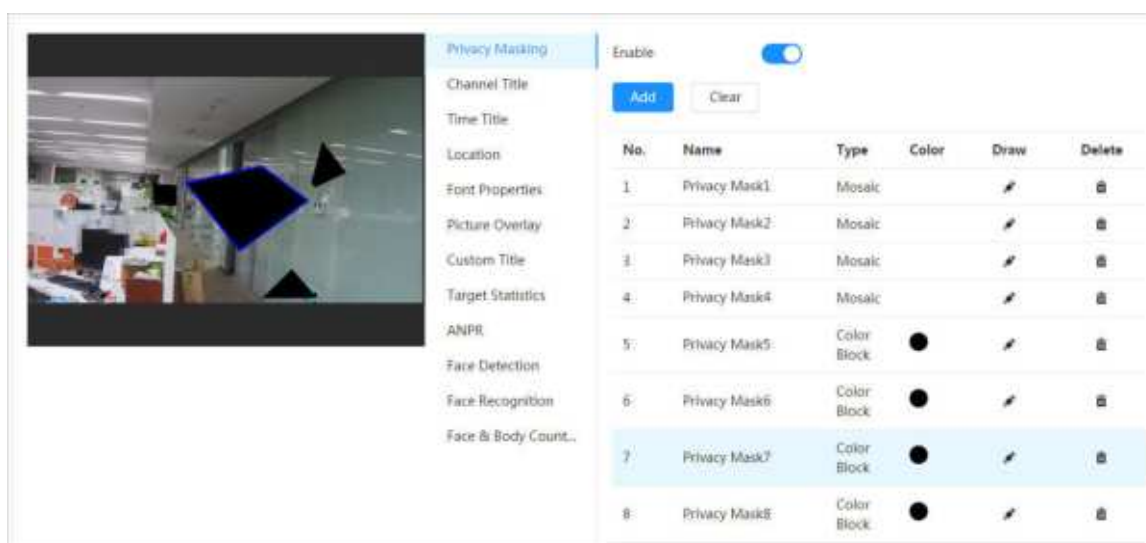 Privacy Masking
Channel Title
Time Title
Location
Font Properties
Picture Overlay
Custom Title
Target Statistics
ANPR
Face Detection
Face Recognition
Face & Body Count...
Enable
Add Clear
No. Name Type Color Draw Delete
1 Privacy Mask1 Mosaic
2 Privacy Mask2 Mosaic
3 Privacy Mask3 Mosaic
4 Privacy Mask4 Mosaic
5 Privacy Mask5 Color
Block
6 Privacy Mask6 Color
Block
7 Privacy Mask7 Color
Block
8 Privacy Mask8 Color
Block